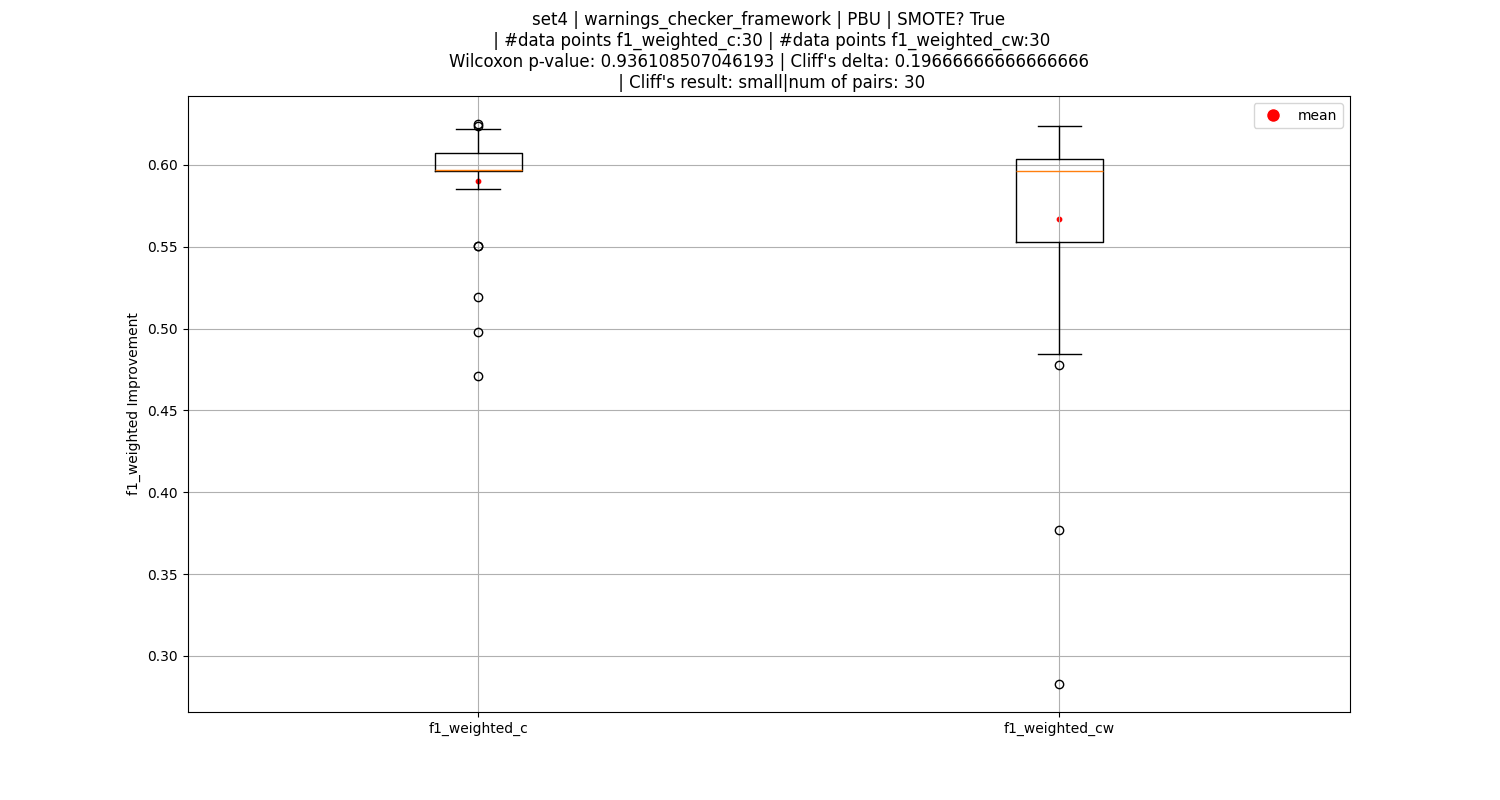 set4 | warnings_checker_framework | PBU | SMOTE? True
| #data points f1_weighted_c:30 | #data points f1_weighted_cw:30
Wilcoxon p-value: 0.936108507046193 | Cliff's delta: 0.19666666666666666
| Cliff's result: small|num of pairs: 30
mean
f1_weighted Improvement
0.60
0.55
0.50
0.45
0.40
0.35
0.30
f1_weighted_c
f1_weighted_cw